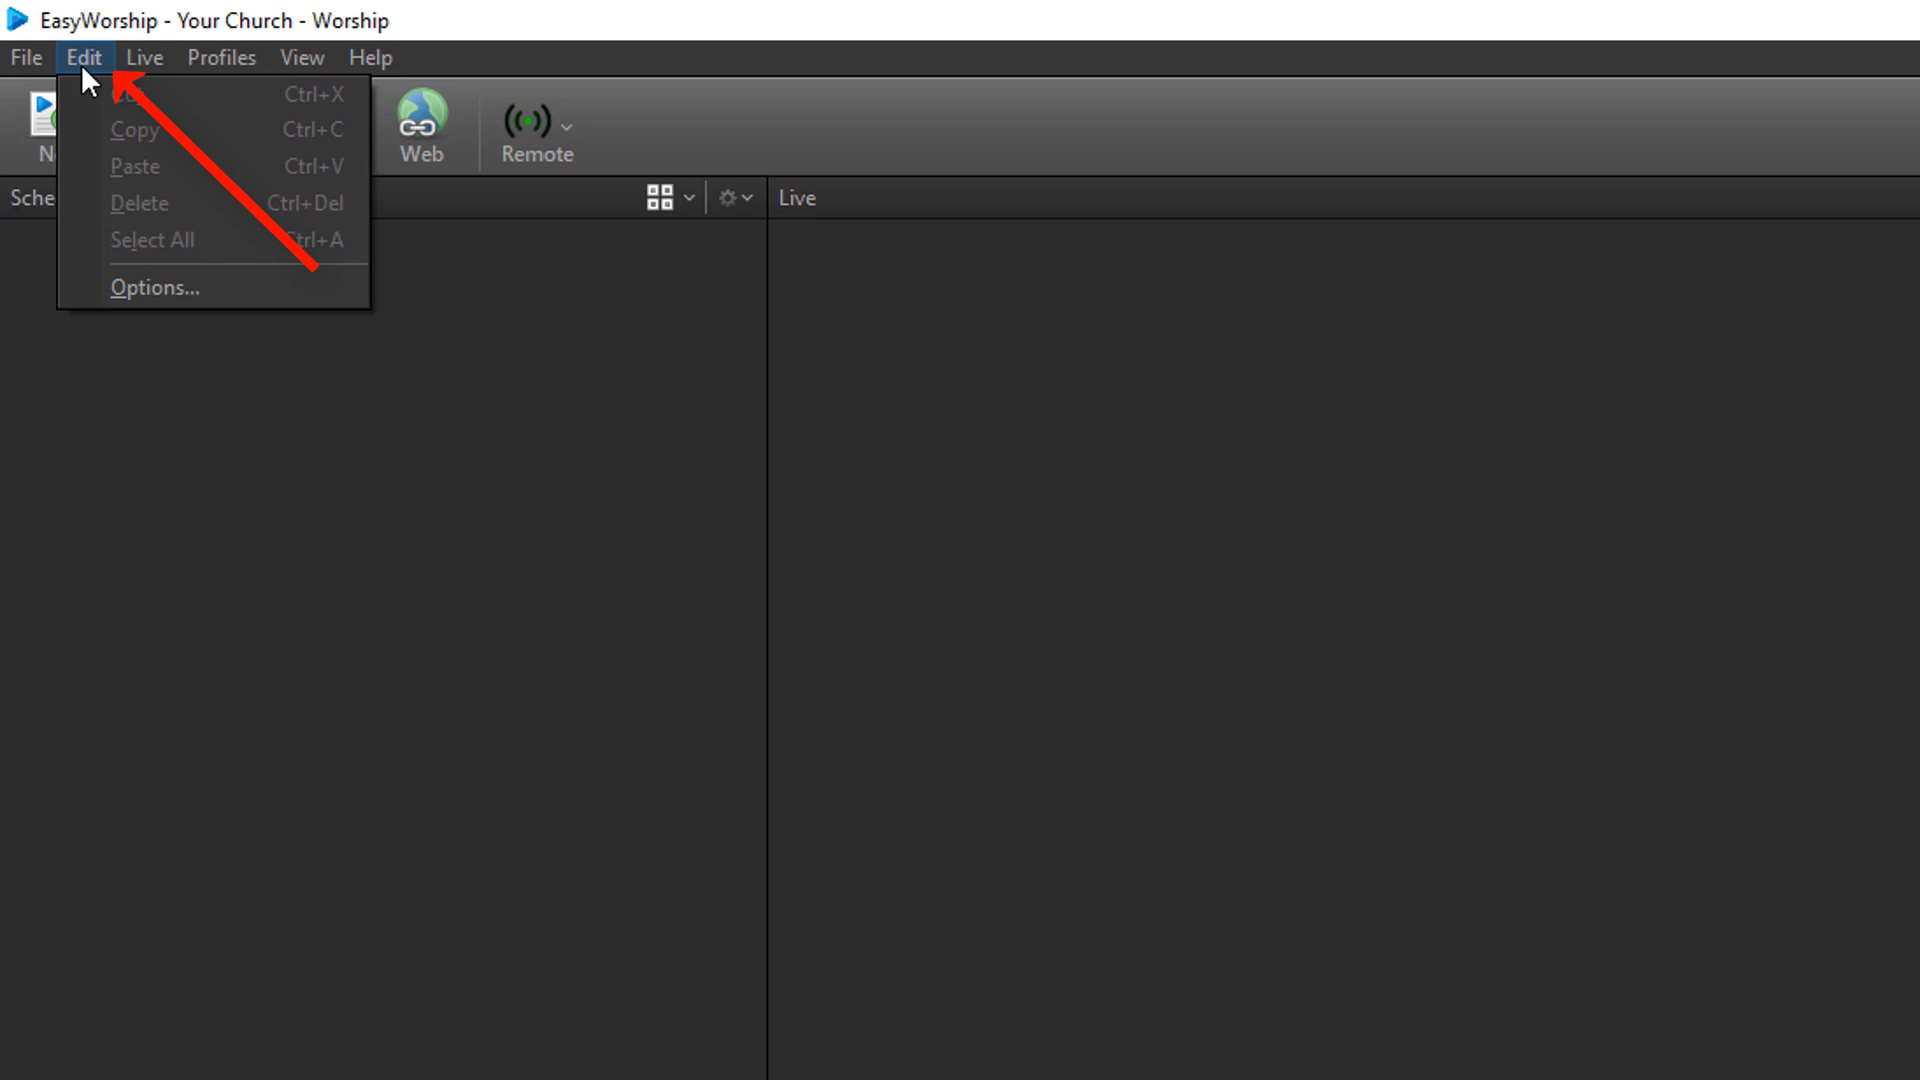 EasyWorship - Your Church - Worship
File Edit Live Profiles View Help
Ctrl+X
Copy Ctrl+C
Paste Ctrl+V
Delete Ctrl+Del
Select All Ctrl+A
Options...
Web
Remote
Live